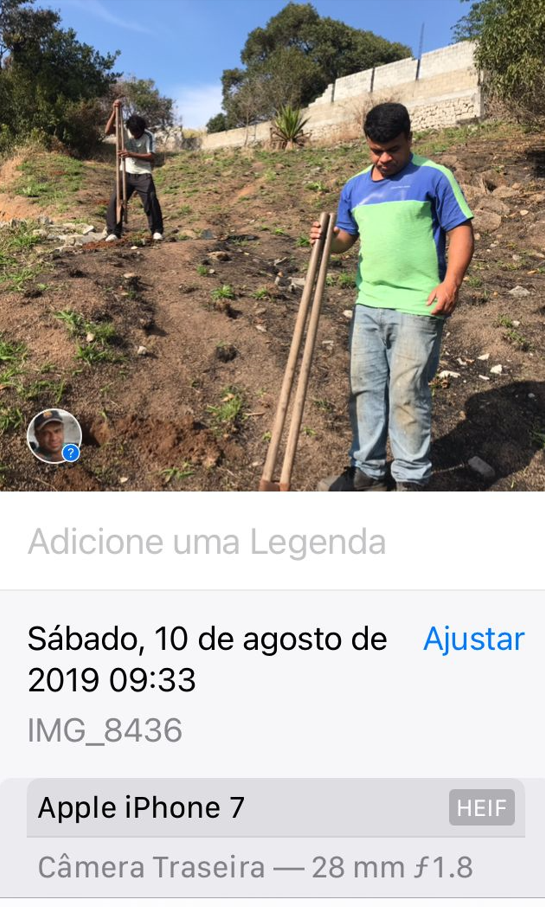 ?
Adicione uma Legenda
Sábado, 10 de agosto de
2019 09:33
Ajustar
IMG_8436
Apple iPhone 7
HEIF
Câmera Traseira — 28 mm ƒ1.8